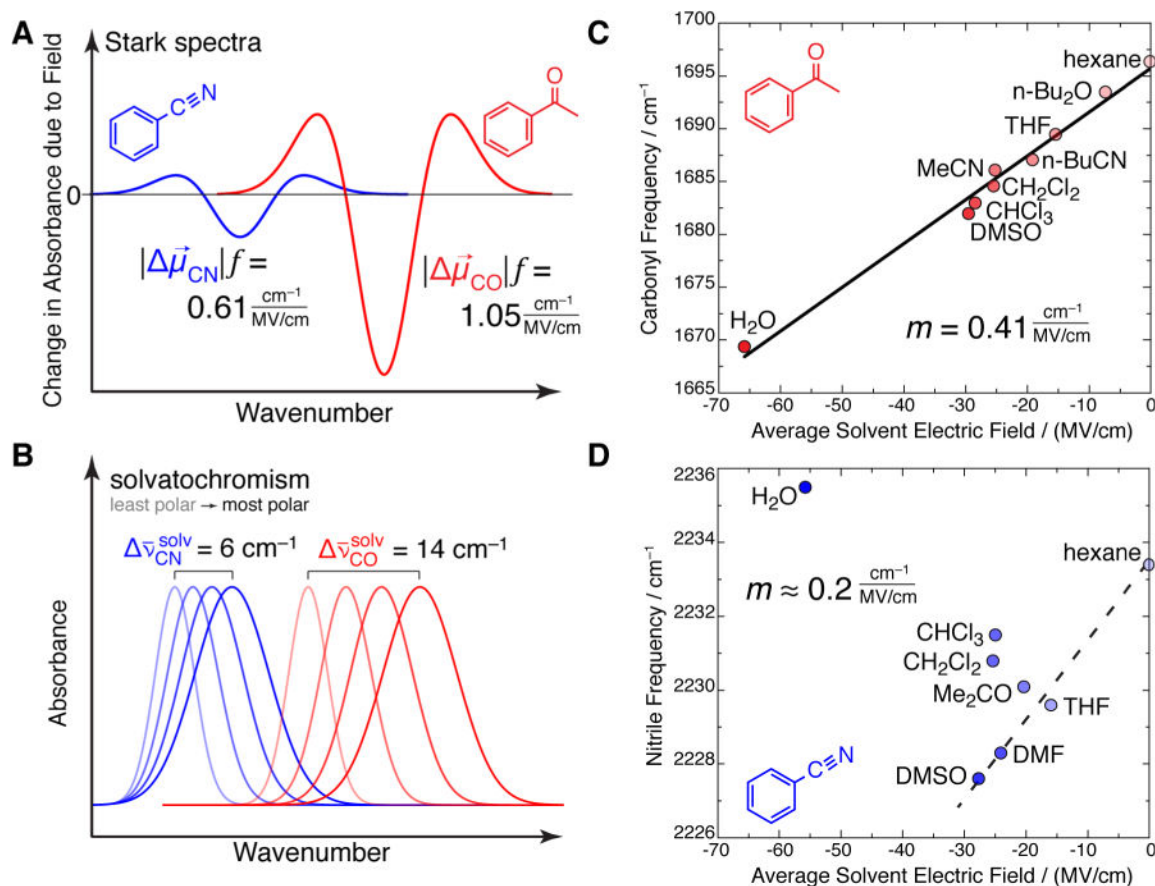 A
Stark spectra
C≡N
O
|Δμ⃗CN|f =
0.61 cm⁻¹/MV/cm
|Δμ⃗CO|f =
1.05 cm⁻¹/MV/cm
0
Change in Absorbance due to Field
Wavenumber
B
solvatochromism
least polar → most polar
Δν̄CN^solv = 6 cm⁻¹
Δν̄CO^solv = 14 cm⁻¹
Absorbance
Wavenumber
C
1700
1695
1690
1685
1680
1675
1670
1665
Carbonyl Frequency / cm⁻¹
O
hexane
n-Bu₂O
THF
n-BuCN
MeCN
CH₂Cl₂
CHCl₃
DMSO
H₂O
m = 0.41 cm⁻¹/MV/cm
-70 -60 -50 -40 -30 -20 -10 0
Average Solvent Electric Field / (MV/cm)
D
2236
2234
2232
2230
2228
2226
Nitrile Frequency / cm⁻¹
H₂O
hexane
m ≈ 0.2 cm⁻¹/MV/cm
CHCl₃
CH₂Cl₂
Me₂CO
THF
DMF
DMSO
C≡N
-70 -60 -50 -40 -30 -20 -10 0
Average Solvent Electric Field / (MV/cm)